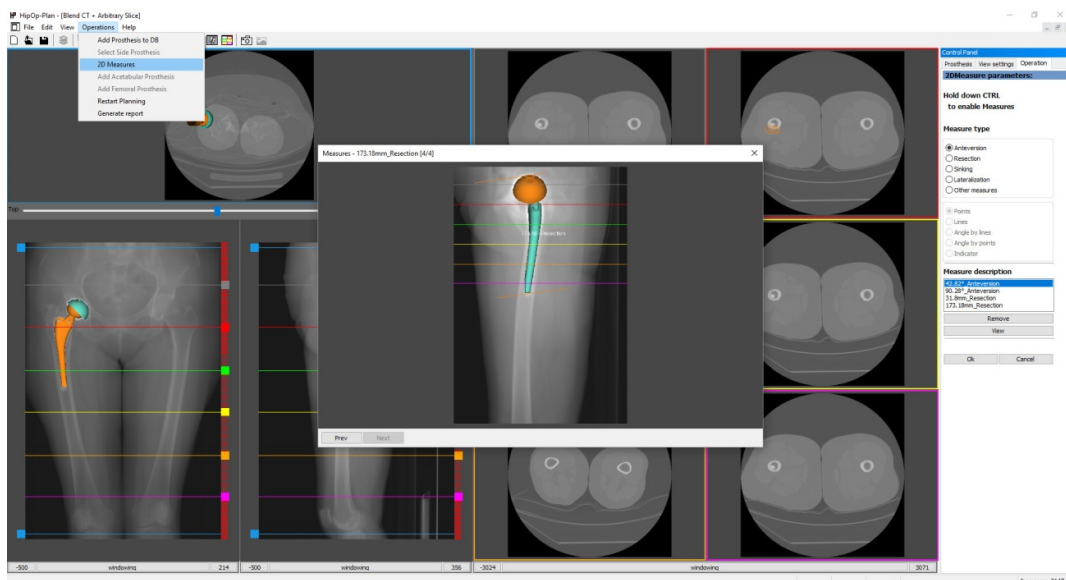 HipOp-Plan - [Blend CT + Arbitrary Slice]
File Edit View Operations Help
Add Prosthesis to DB
Select Side Prosthesis
2D Measures
Add Acetabular Prosthesis
Add Femoral Prosthesis
Restart Planning
Generate report
Top
Measures - 173.18mm_Resection [4/4]
Prev Next
-500 windowing 214
-500 windowing 356
-3024 windowing 3071
Control Panel
Prosthesis View settings Operation
2DMeasure parameters:
Hold down CTRL
to enable Measures
Measure type
Anteversion
Resection
Sinking
Lateralization
Other measures
Points
Lines
Angle by lines
Angle by points
Indicator
Measure description
42.82°_Anteversion
90.28°_Anteversion
31.8mm_Resection
173.18mm_Resection
Remove
View
Ok Cancel